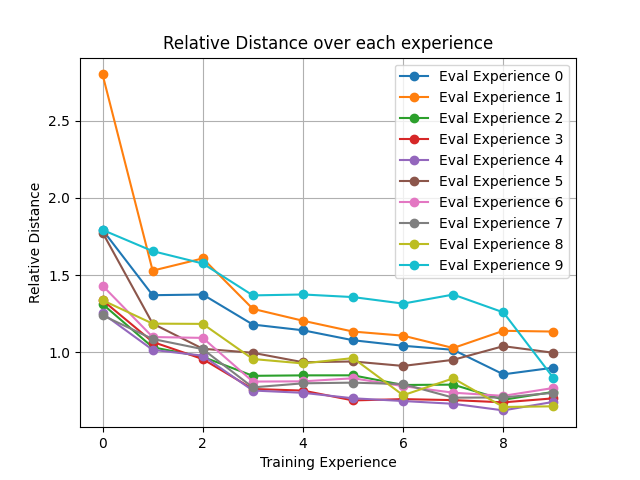 Relative Distance over each experience
Eval Experience 0
Eval Experience 1
Eval Experience 2
Eval Experience 3
Eval Experience 4
Eval Experience 5
Eval Experience 6
Eval Experience 7
Eval Experience 8
Eval Experience 9
2.5
2.0
1.5
1.0
Relative Distance
0 2 4 6 8
Training Experience